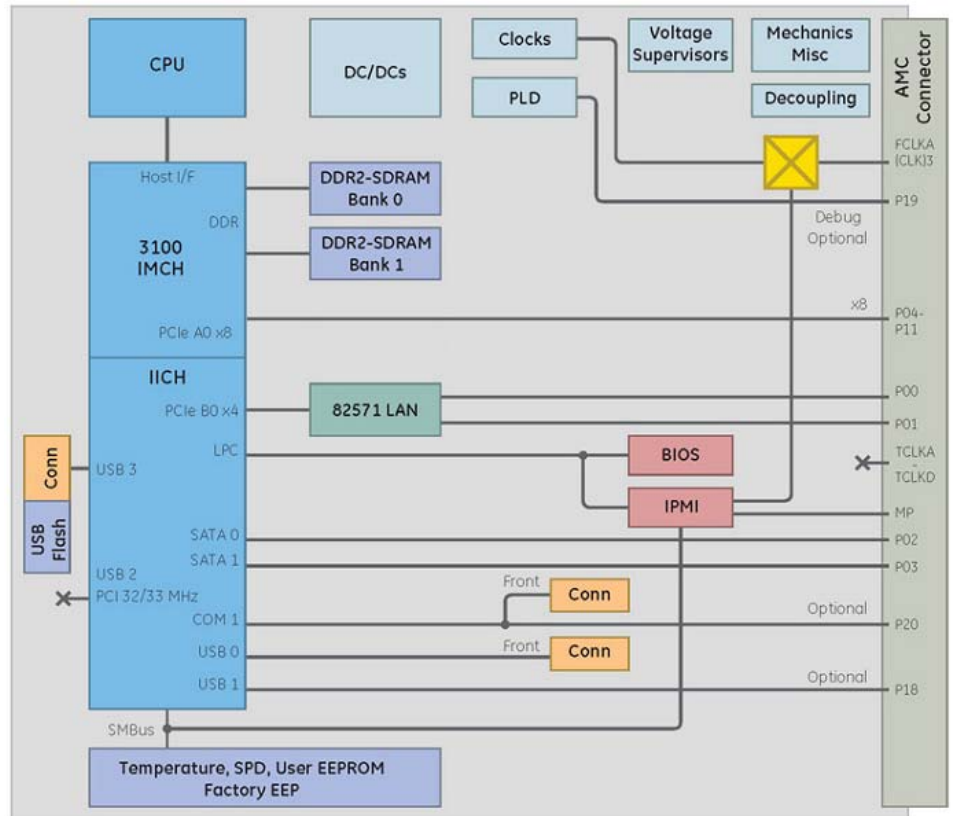 CPU
DC/DCs
Clocks
PLD
Voltage
Supervisors
Mechanics
Misc
Decoupling
AMC
Connector
FCLKA
(CLK)3
P19
Debug
Optional
Host I/F
DDR
3100
IMCH
PCIe A0 x8
DDR2-SDRAM
Bank 0
DDR2-SDRAM
Bank 1
x8
P04-
P11
IICH
PCIe B0 x4
82571 LAN
P00
P01
LPC
BIOS
TCLKA
-
TCLKD
IPMI
MP
Conn
USB 3
USB
Flash
USB 2
PCI 32/33 MHz
SATA 0
P02
SATA 1
P03
Front
Conn
COM 1
Optional
P20
USB 0
Front
Conn
USB 1
Optional
P18
SMBus
Temperature, SPD, User EEPROM
Factory EEP